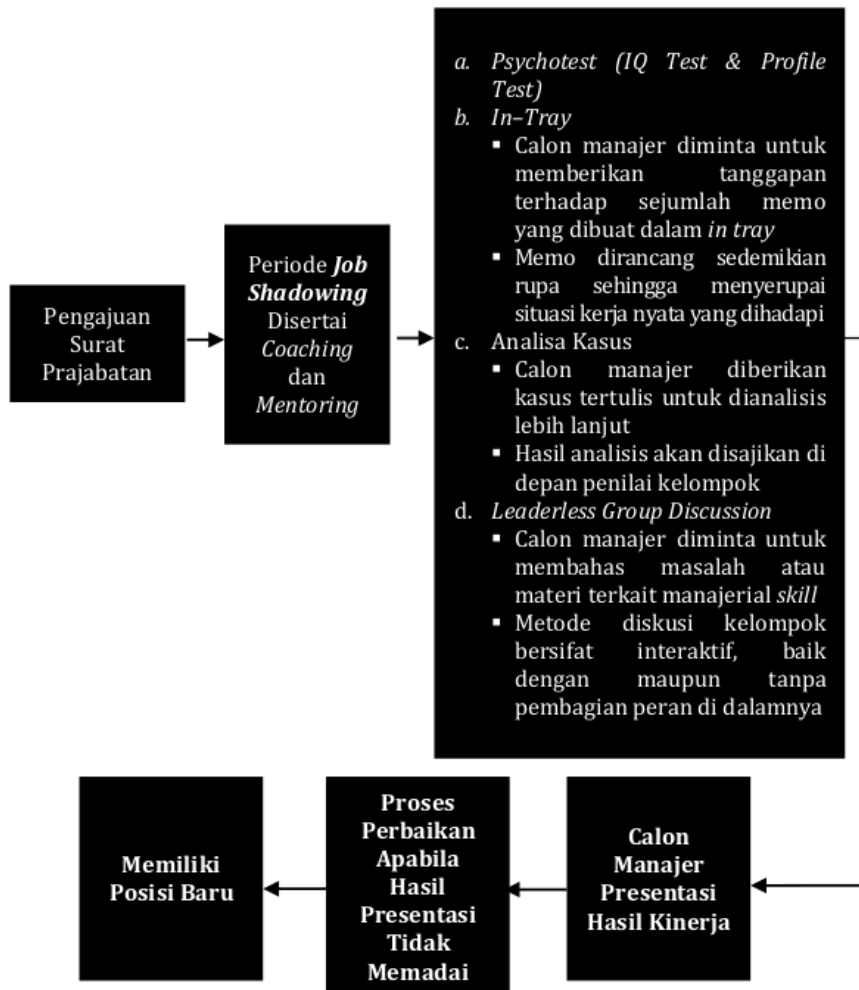 Pengajuan
Surat
Prajabatan
Periode Job
Shadowing
Disertai
Coaching
dan
Mentoring
a. Psychotest (IQ Test & Profile
Test)
b. In–Tray
▪ Calon manajer diminta untuk
memberikan tanggapan
terhadap sejumlah memo
yang dibuat dalam in tray
▪ Memo dirancang sedemikian
rupa sehingga menyerupai
situasi kerja nyata yang dihadapi
c. Analisa Kasus
▪ Calon manajer diberikan
kasus tertulis untuk dianalisis
lebih lanjut
▪ Hasil analisis akan disajikan di
depan penilai kelompok
d. Leaderless Group Discussion
▪ Calon manajer diminta untuk
membahas masalah atau
materi terkait manajerial skill
▪ Metode diskusi kelompok
bersifat interaktif, baik
dengan maupun tanpa
pembagian peran di dalamnya
Calon
Manajer
Presentasi
Hasil Kinerja
Proses
Perbaikan
Apabila
Hasil
Presentasi
Tidak
Memadai
Memiliki
Posisi Baru